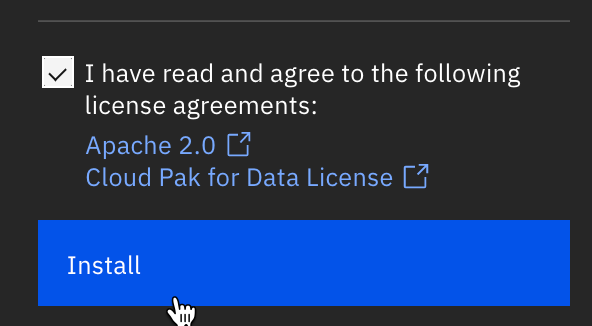 I have read and agree to the following
license agreements:
Apache 2.0
Cloud Pak for Data License
Install